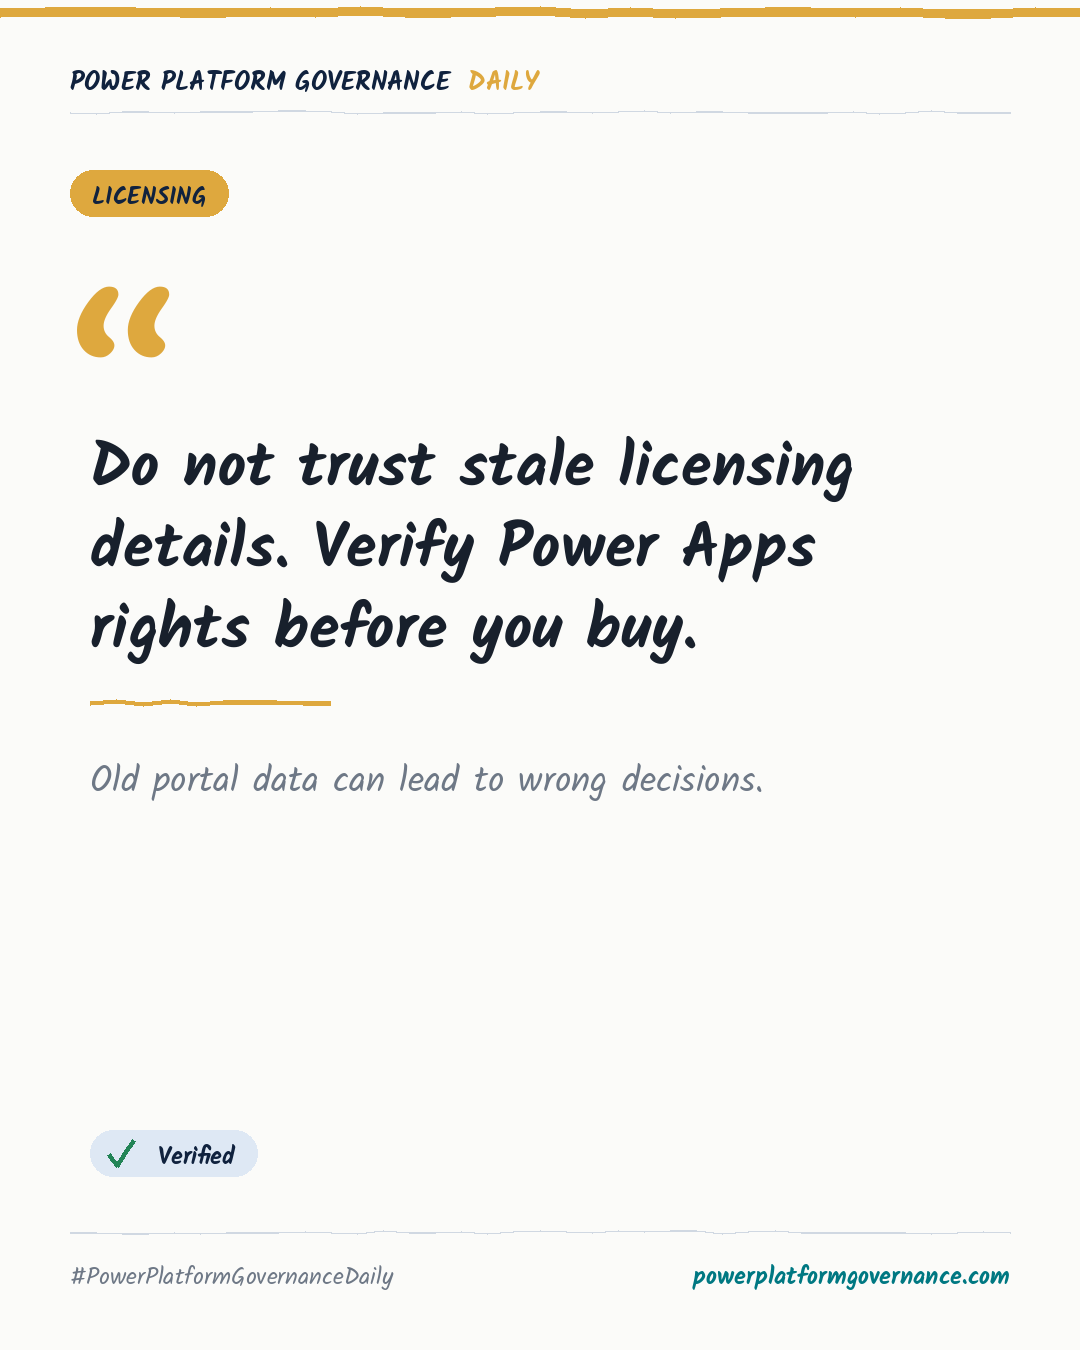 POWER PLATFORM GOVERNANCE DAILY
LICENSING
“
Do not trust stale licensing
details. Verify Power Apps
rights before you buy.
Old portal data can lead to wrong decisions.
✓ Verified
#PowerPlatformGovernanceDaily
powerplatformgovernance.com